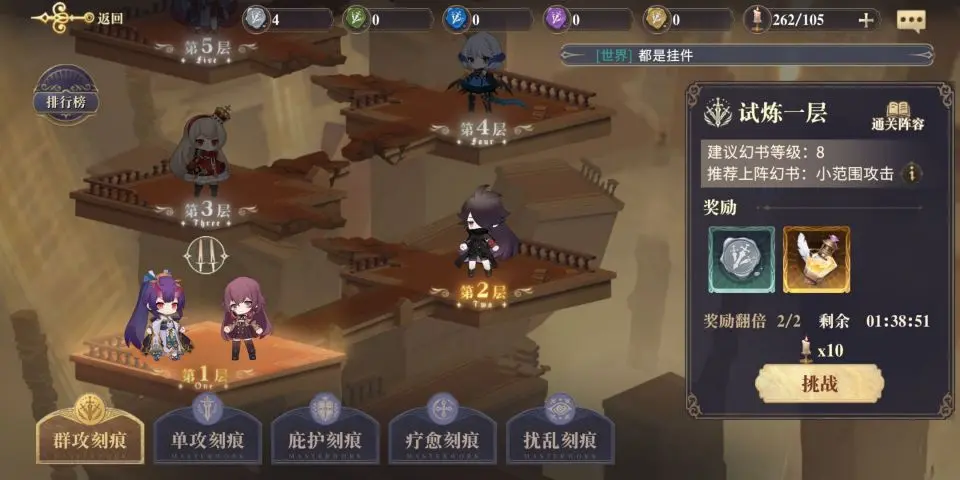 返回
4
0
0
0
0
262/105
[世界] 都是挂件
排行榜
第5层
Five
第4层
Four
第3层
Three
第2层
Two
第1层
One
试炼一层
通关阵容
建议幻书等级：8
推荐上阵幻书：小范围攻击
奖励
奖励翻倍 2/2 剩余 01:38:51
x10
挑战
群攻刻痕
单攻刻痕
庇护刻痕
疗愈刻痕
扰乱刻痕
MASTERWORK
MASTERWORK
MASTERWORK
MASTERWORK
MASTERWORK